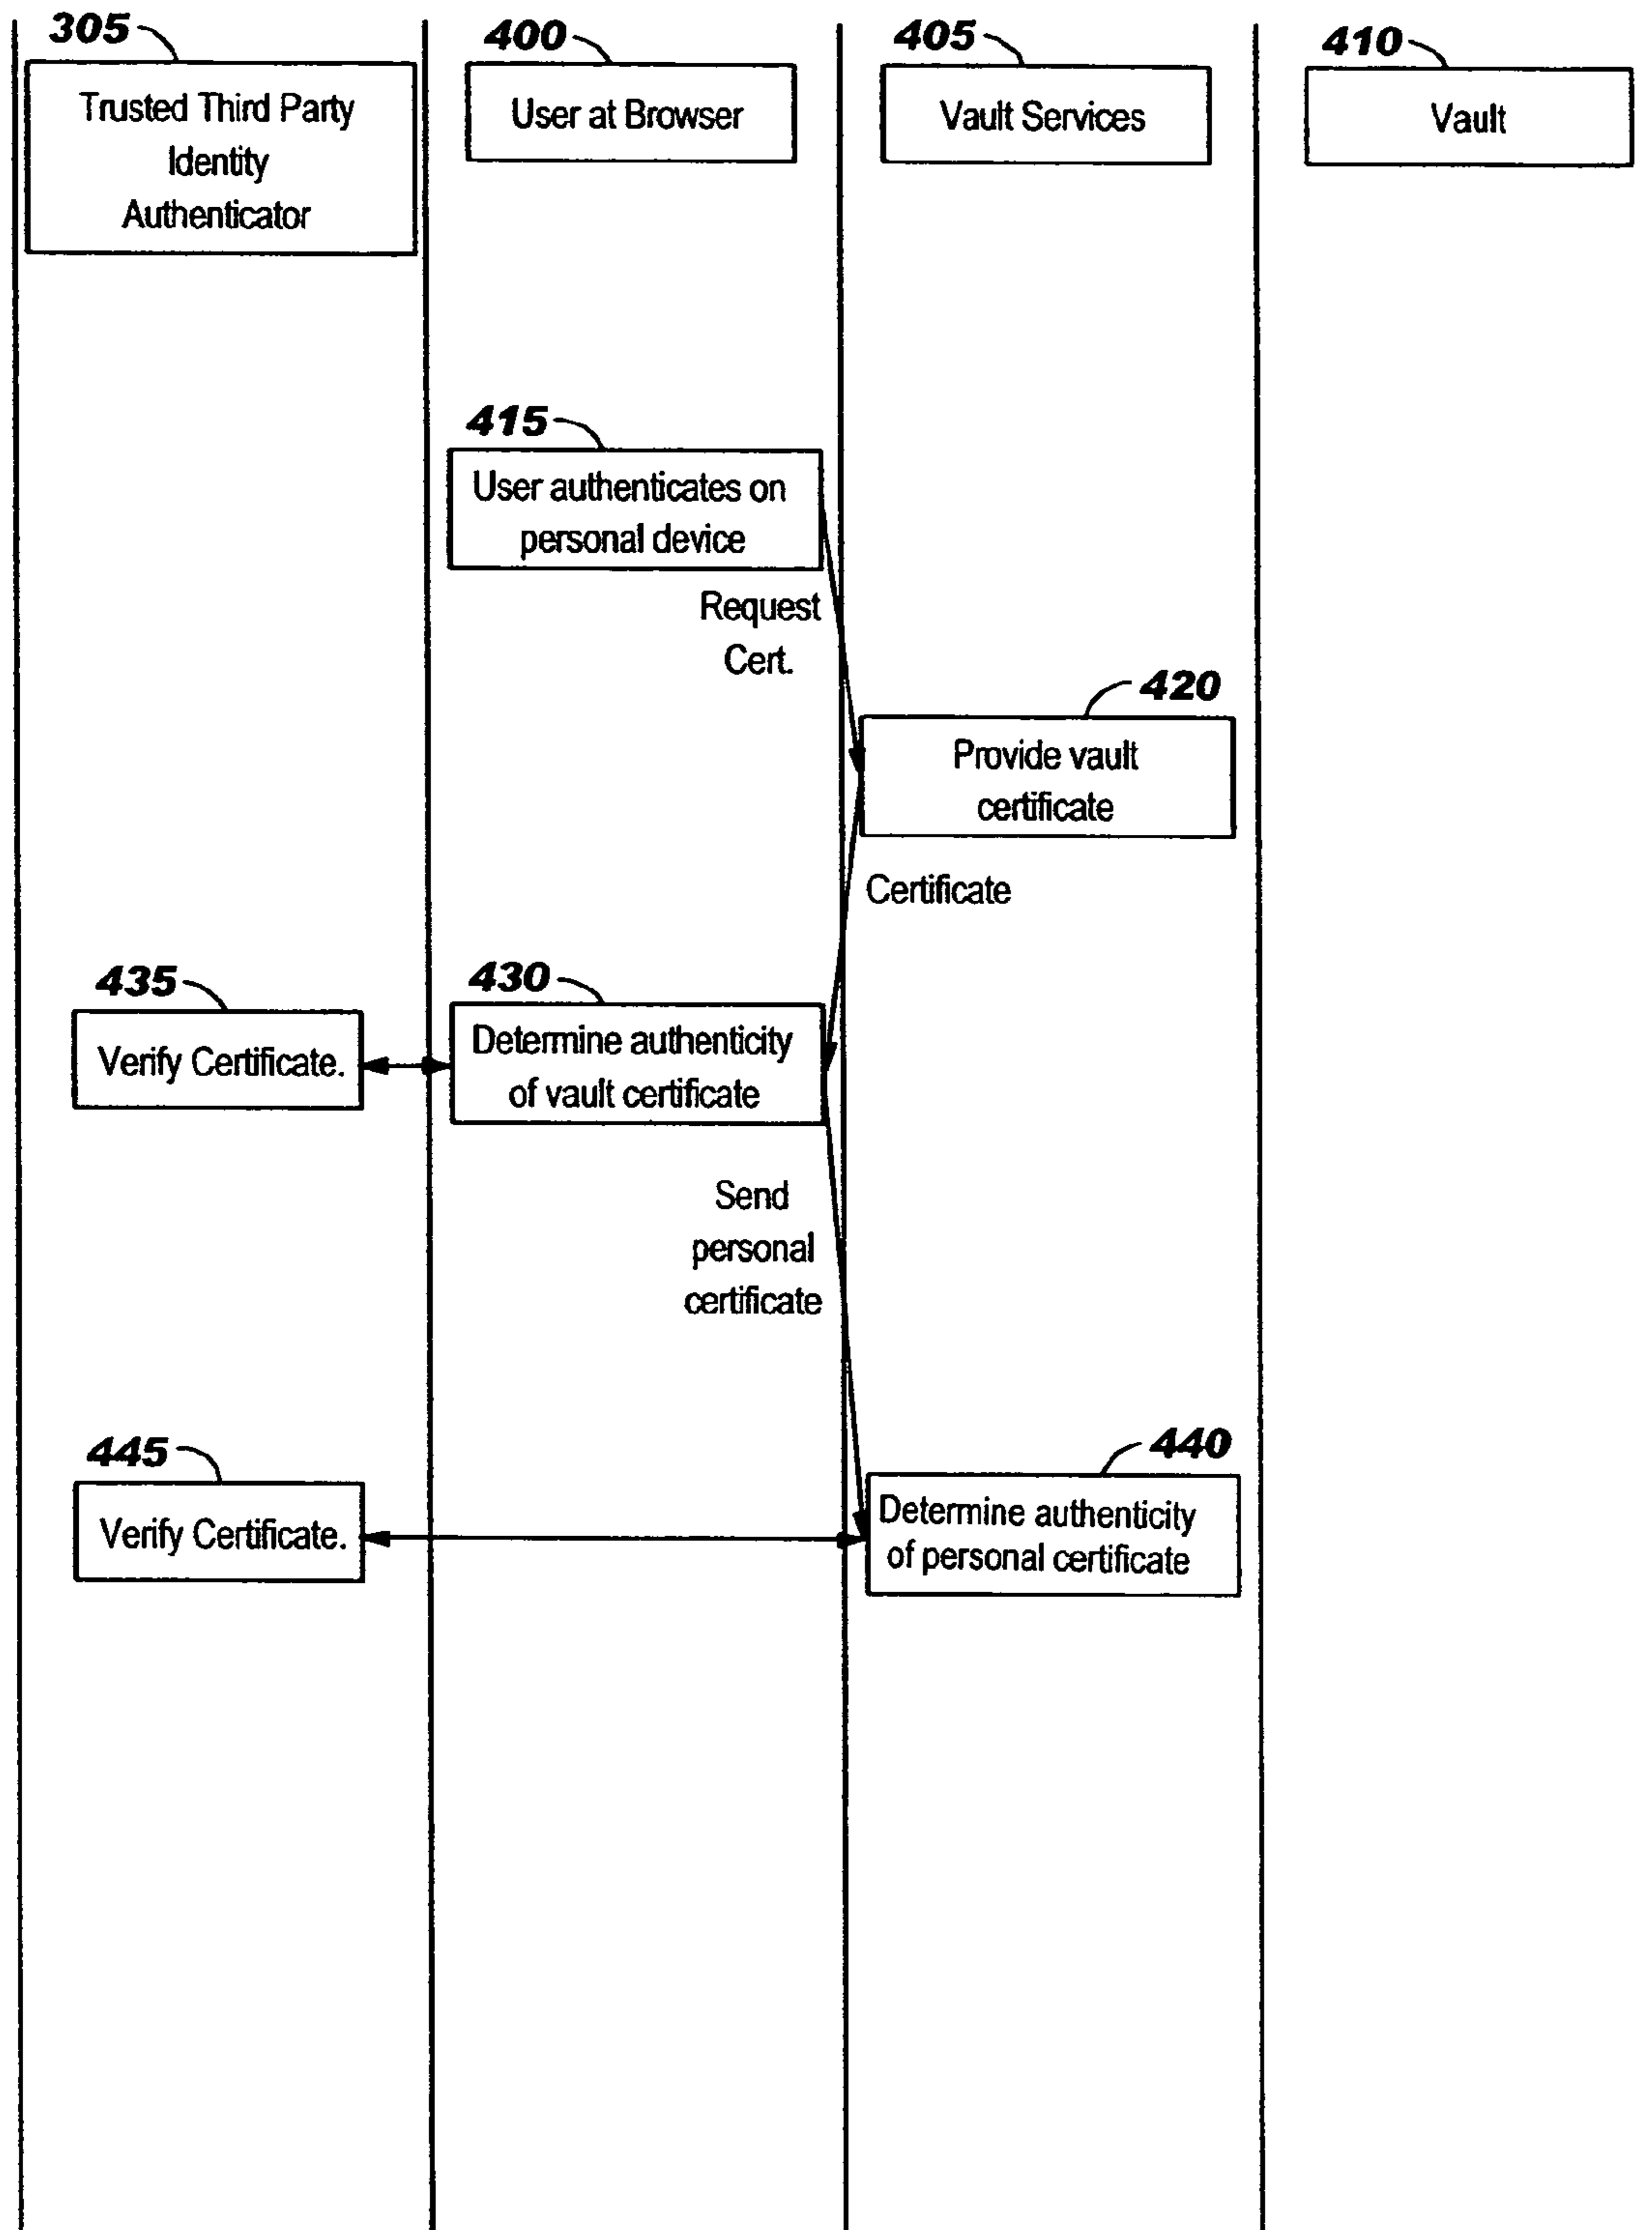 305
400
405
410
Trusted Third Party
Identity
Authenticator
User at Browser
Vault Services
Vault
415
User authenticates on
personal device
Request
Cert.
420
Provide vault
certificate
Certificate
435
430
Verify Certificate.
Determine authenticity
of vault certificate
Send
personal
certificate
445
440
Verify Certificate.
Determine authenticity
of personal certificate